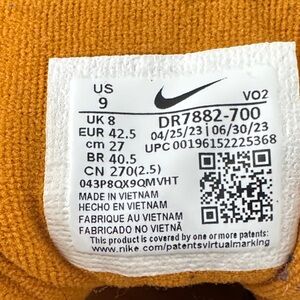 US
9
VO2
UK 8
DR7882-700
EUR 42.5
04/25/23 | 06/30/23
cm 27
UPC 00196152225368
BR 40.5
CN 270(2.5)
043P8QX9QMVHT
MADE IN VIETNAM
HECHO EN VIETNAM
FABRIQUE AU VIETNAM
FABRICADO NO VIETNÃ
This product is covered by one or more patents:
www.nike.com/patentsvirtualmarking